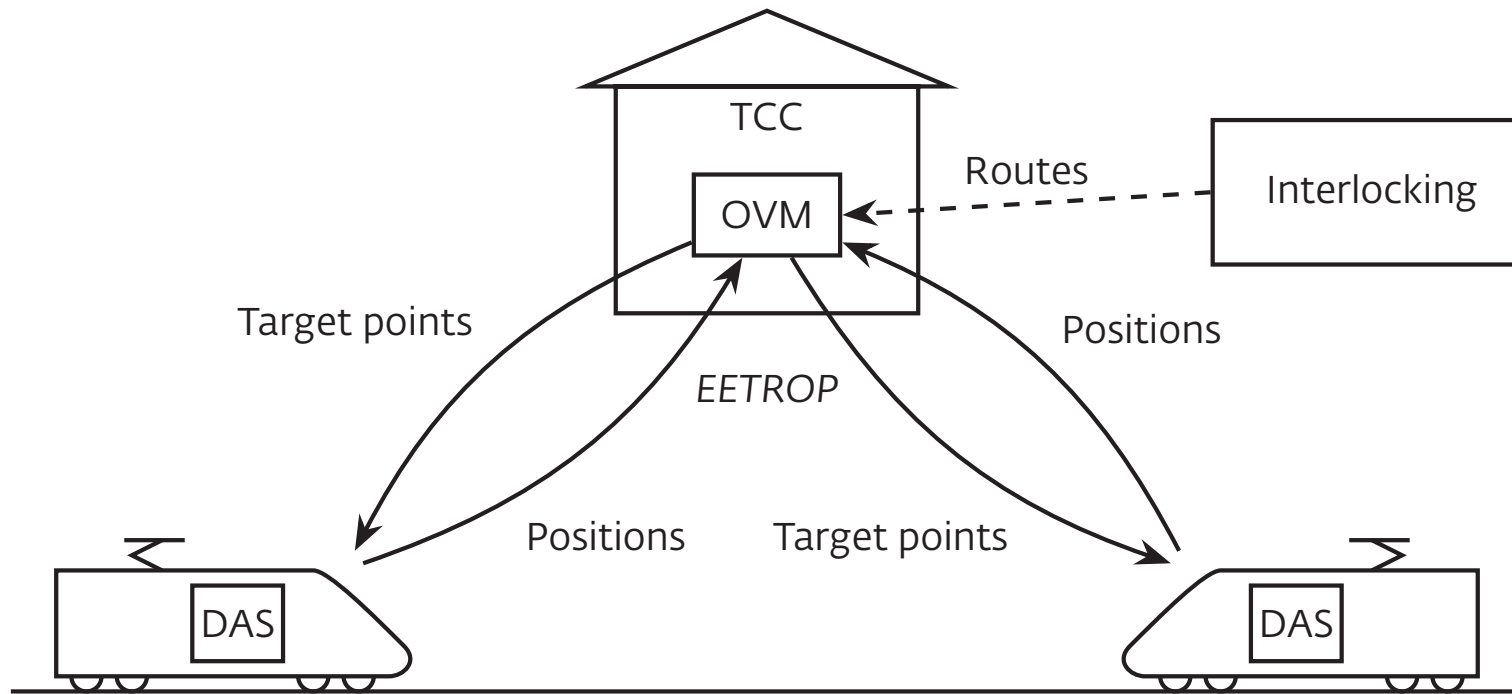 TCC
Routes
Interlocking
OVM
Target points
Positions
EETROP
Positions
Target points
DAS
DAS